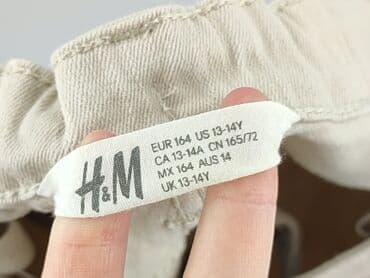 H&M
EUR 164 US 13-14Y
CA 13-14A CN 165/72
MX 164 AUS 14
UK 13-14Y